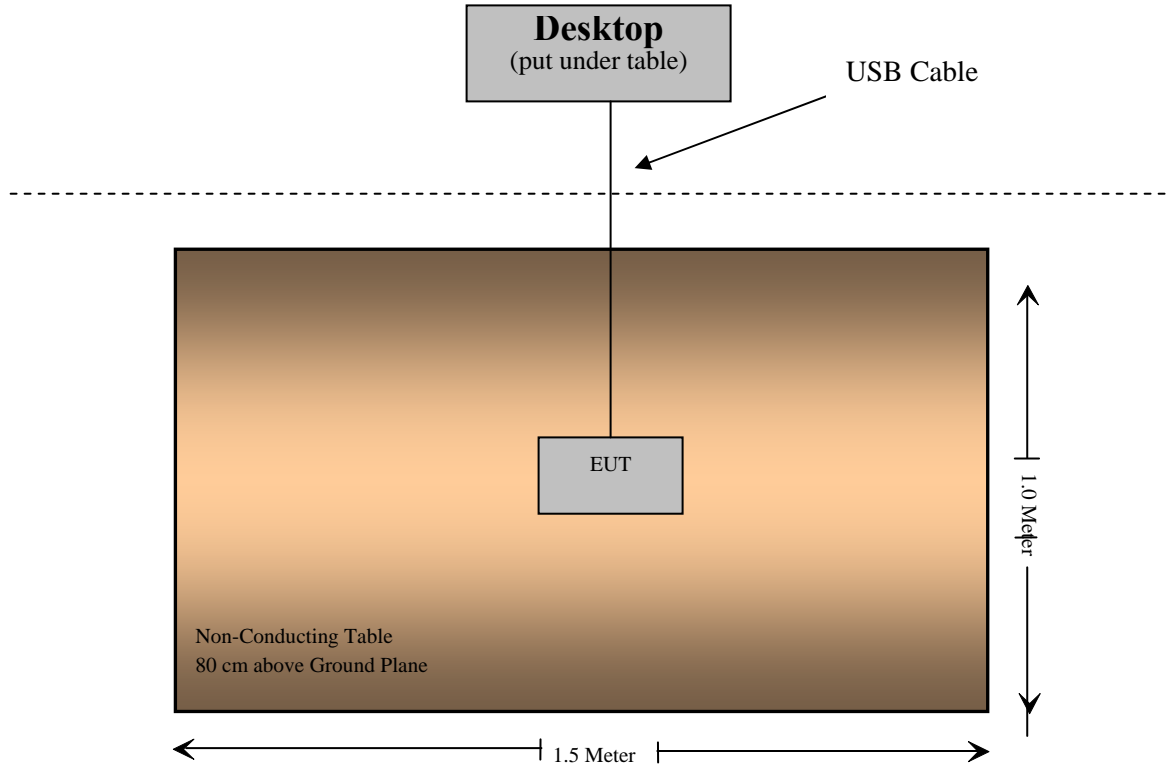 Desktop
(put under table)
USB Cable
EUT
1.0 Meter
Non-Conducting Table
80 cm above Ground Plane
1.5 Meter